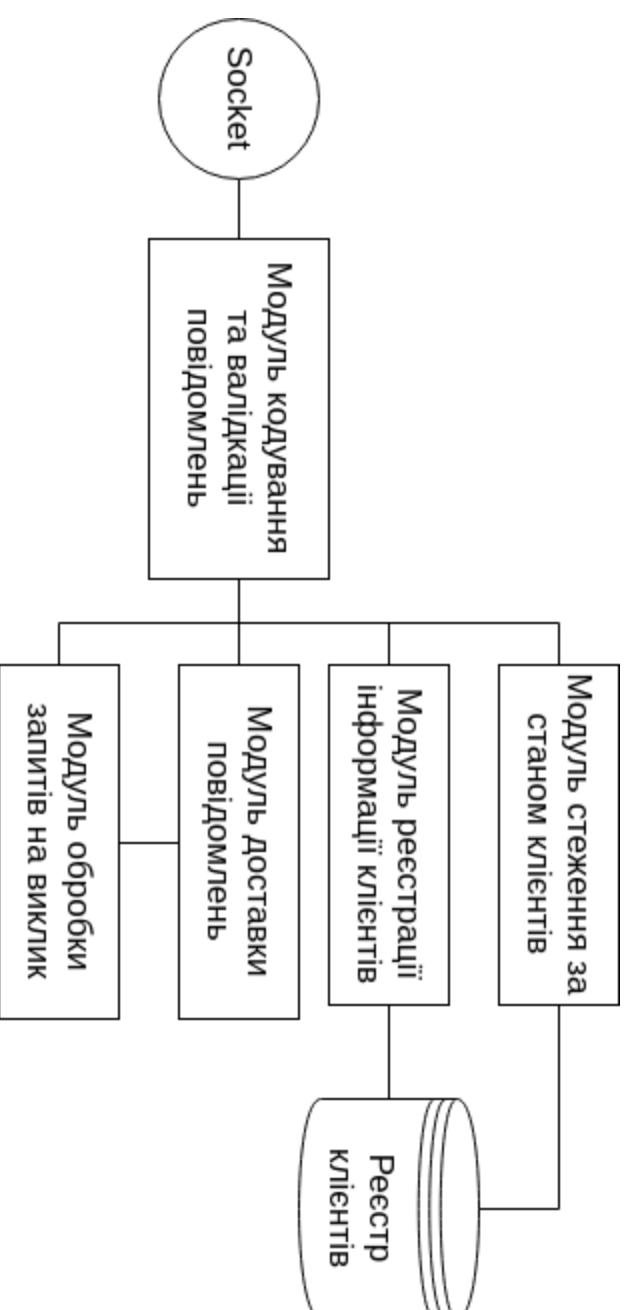 Socket
Модуль кодування
та валідкації
повідомлень
Модуль стеження за
станом клієнтів
Модуль реєстрації
інформації клієнтів
Модуль доставки
повідомлень
Модуль обробки
запитів на виклик
Реєстр
клієнтів